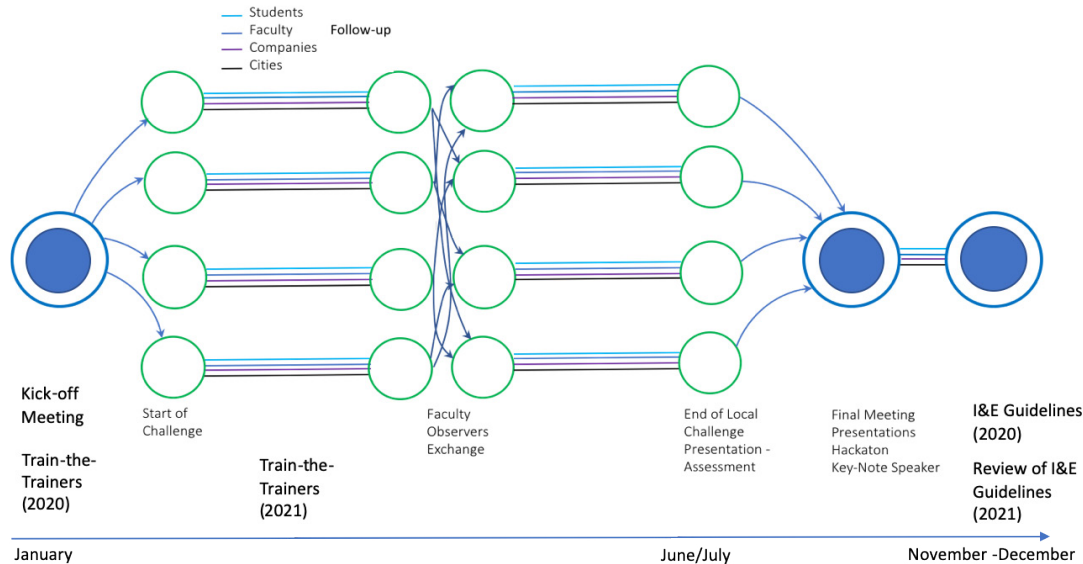 Students
Faculty
Follow-up
Companies
Cities
Kick-off
Meeting
Train-the-
Trainers
(2020)
Start of
Challenge
Train-the-
Trainers
(2021)
Faculty
Observers
Exchange
End of Local
Challenge
Presentation -
Assessment
Final Meeting
Presentations
Hackaton
Key-Note Speaker
I&E Guidelines
(2020)
Review of I&E
Guidelines
(2021)
January
June/July
November -December